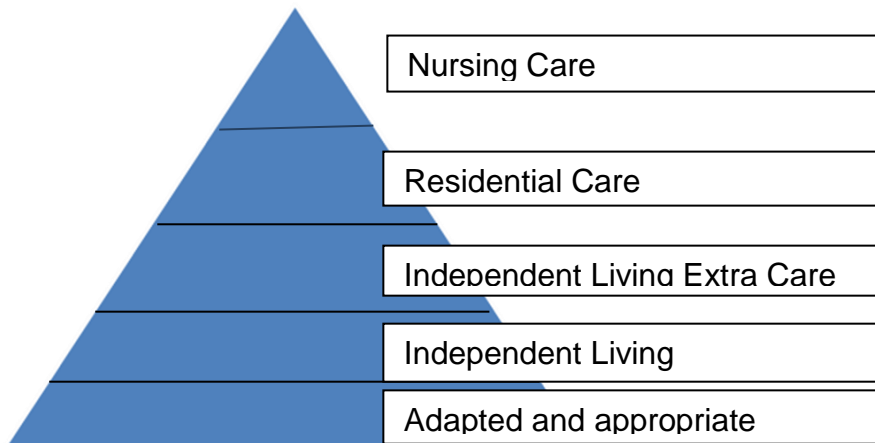 Nursing Care
Residential Care
Independent Living Extra Care
Independent Living
Adapted and appropriate